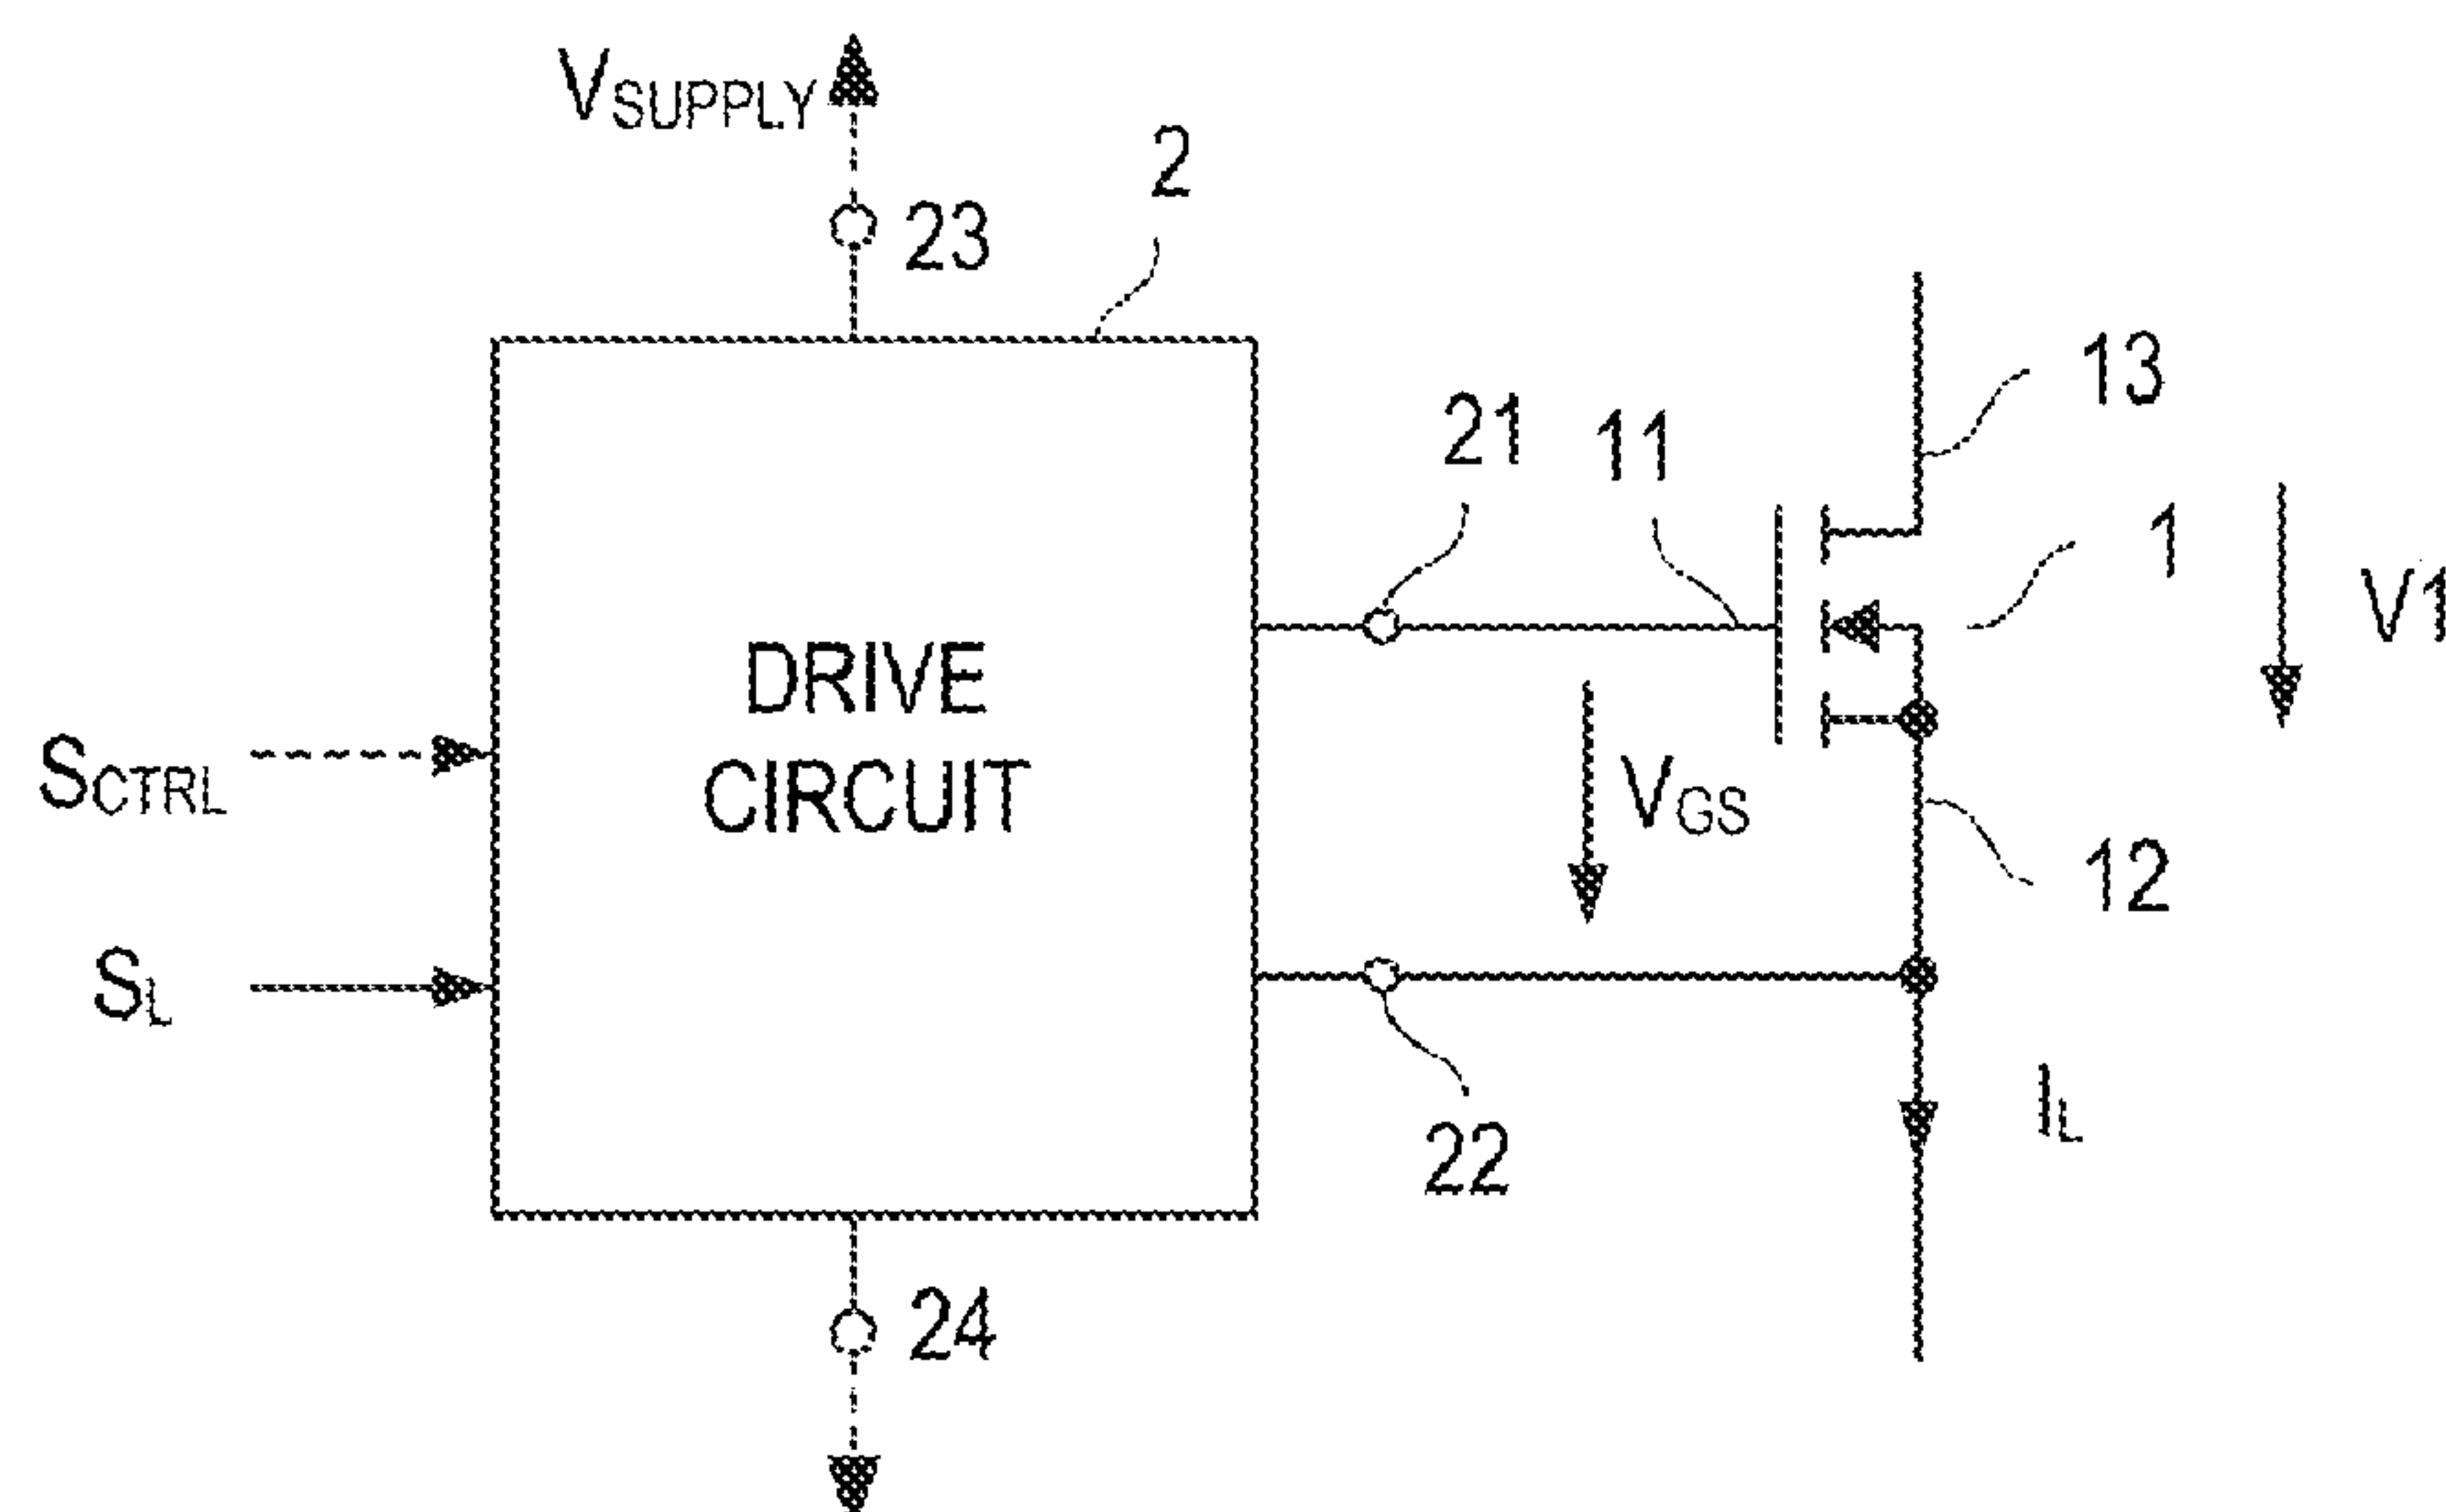 VSUPPLY
2
23
13
21
11
1
V1
DRIVE
CIRCUIT
SCTRL
VGS
12
SL
IL
22
24